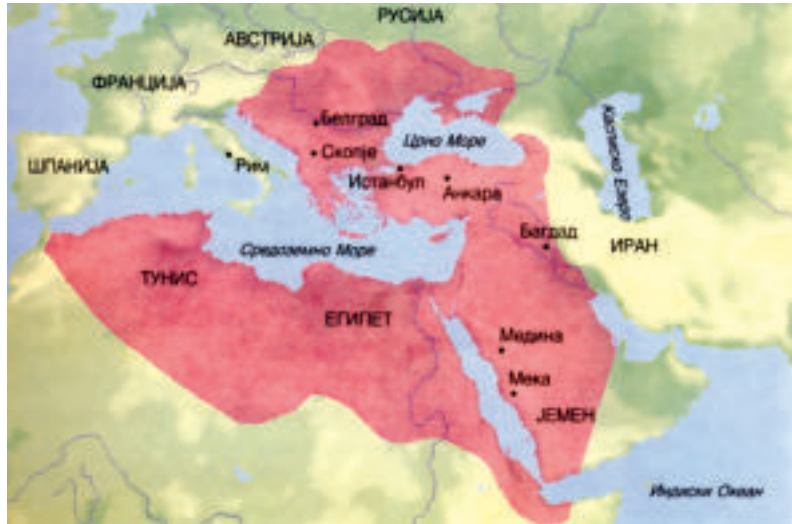 РУСИЈА
АВСТРИЈА
ФРАНЦИЈА
Белград
Касписко Езеро
Црно Море
Скопје
Рим
ШПАНИЈА
Истанбул
Анкара
Багдад
ИРАН
Средоземно Море
ТУНИС
ЕГИПЕТ
Медина
Мека
ЈЕМЕН
Индиски Океан